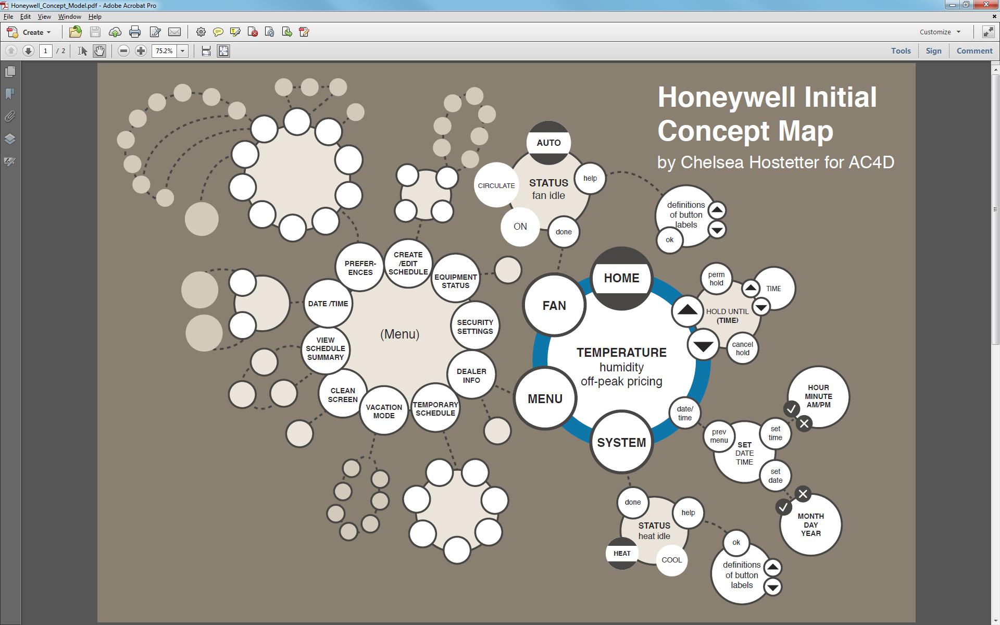 Honeywell_Concept_Model.pdf - Adobe Acrobat Pro
File Edit View Window Help
Create
Customize
1 / 2
75.2%
Tools Sign Comment
Honeywell Initial
Concept Map
by Chelsea Hostetter for AC4D
AUTO
CIRCULATE
STATUS
fan idle
help
ON
done
definitions
of button
labels
ok
PREFER-
ENCES
CREATE
/EDIT
SCHEDULE
EQUIPMENT
STATUS
DATE /TIME
SECURITY
SETTINGS
(Menu)
VIEW
SCHEDULE
SUMMARY
DEALER
INFO
CLEAN
SCREEN
VACATION
MODE
TEMPORARY
SCHEDULE
HOME
FAN
TEMPERATURE
humidity
off-peak pricing
MENU
SYSTEM
date/
time
perm
hold
TIME
HOLD UNTIL
(TIME)
cancel
hold
HOUR
MINUTE
AM/PM
prev
menu
set
time
SET
DATE
TIME
set
date
MONTH
DAY
YEAR
done
help
STATUS
heat idle
HEAT
COOL
ok
definitions
of button
labels